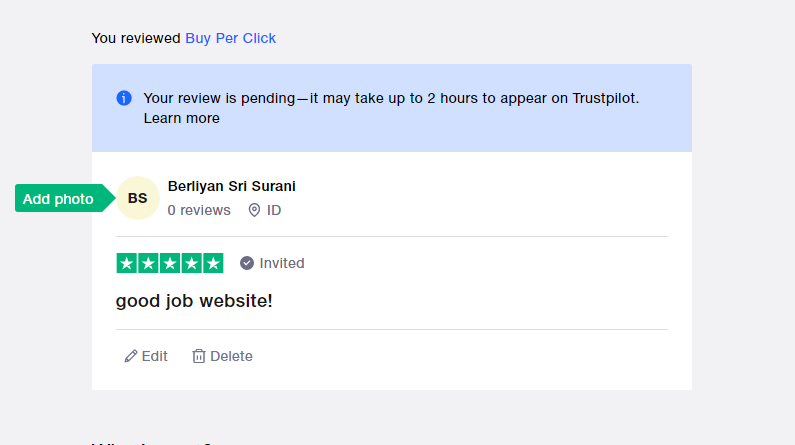 You reviewed Buy Per Click
Your review is pending—it may take up to 2 hours to appear on Trustpilot.
Learn more
Add photo
BS
Berliyan Sri Surani
0 reviews ID
Invited
good job website!
Edit Delete